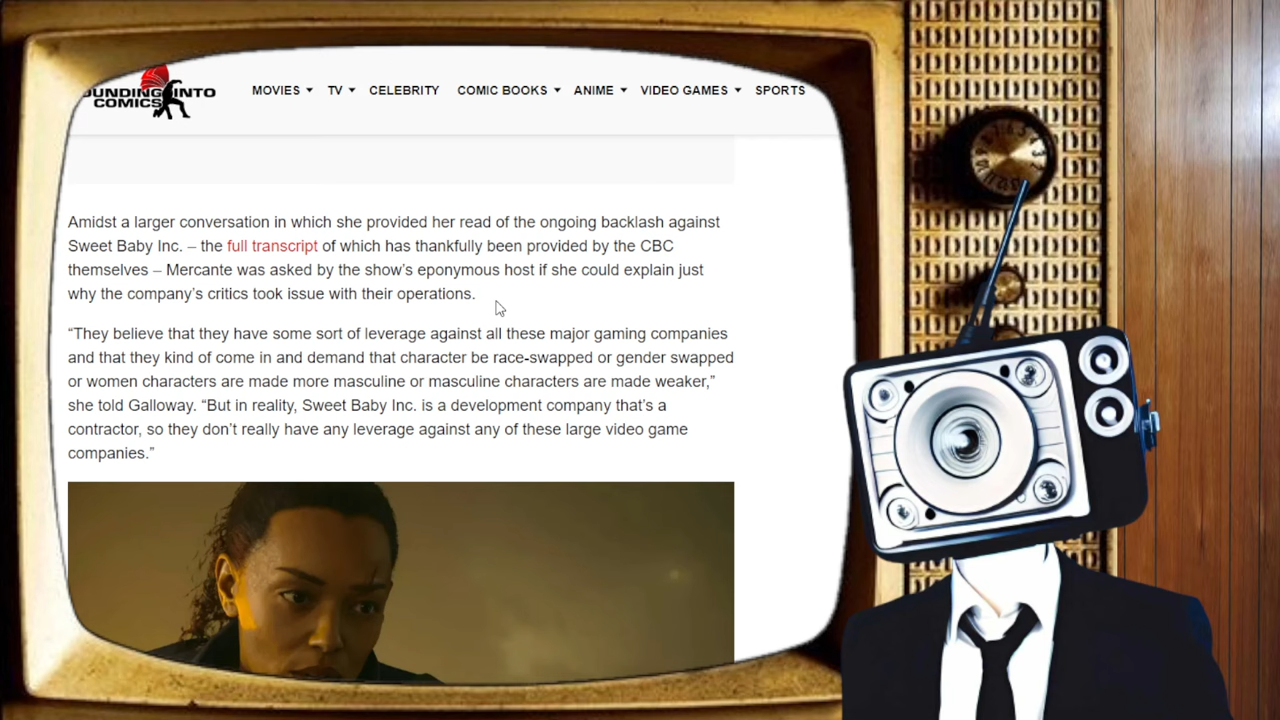 OUNDING INTO
COMICS
MOVIES TV CELEBRITY COMIC BOOKS ANIME VIDEO GAMES SPORTS
Amidst a larger conversation in which she provided her read of the ongoing backlash against
Sweet Baby Inc. – the full transcript of which has thankfully been provided by the CBC
themselves – Mercante was asked by the show’s eponymous host if she could explain just
why the company’s critics took issue with their operations.
“They believe that they have some sort of leverage against all these major gaming companies
and that they kind of come in and demand that character be race-swapped or gender swapped
or women characters are made more masculine or masculine characters are made weaker,”
she told Galloway. “But in reality, Sweet Baby Inc. is a development company that’s a
contractor, so they don’t really have any leverage against any of these large video game
companies.”